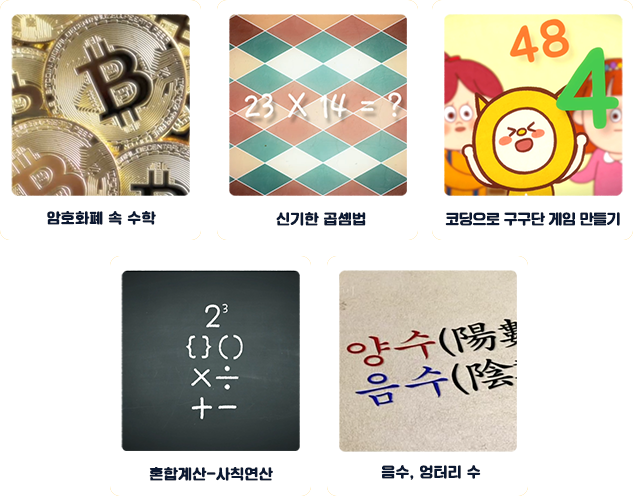 48
4
23 X 14 = ?
암호화폐 속 수학
신기한 곱셈법
코딩으로 구구단 게임 만들기
2³
{ } ( )
× ÷
+ −
양수(陽數
음수(陰
혼합계산-사칙연산
음수, 엉터리 수